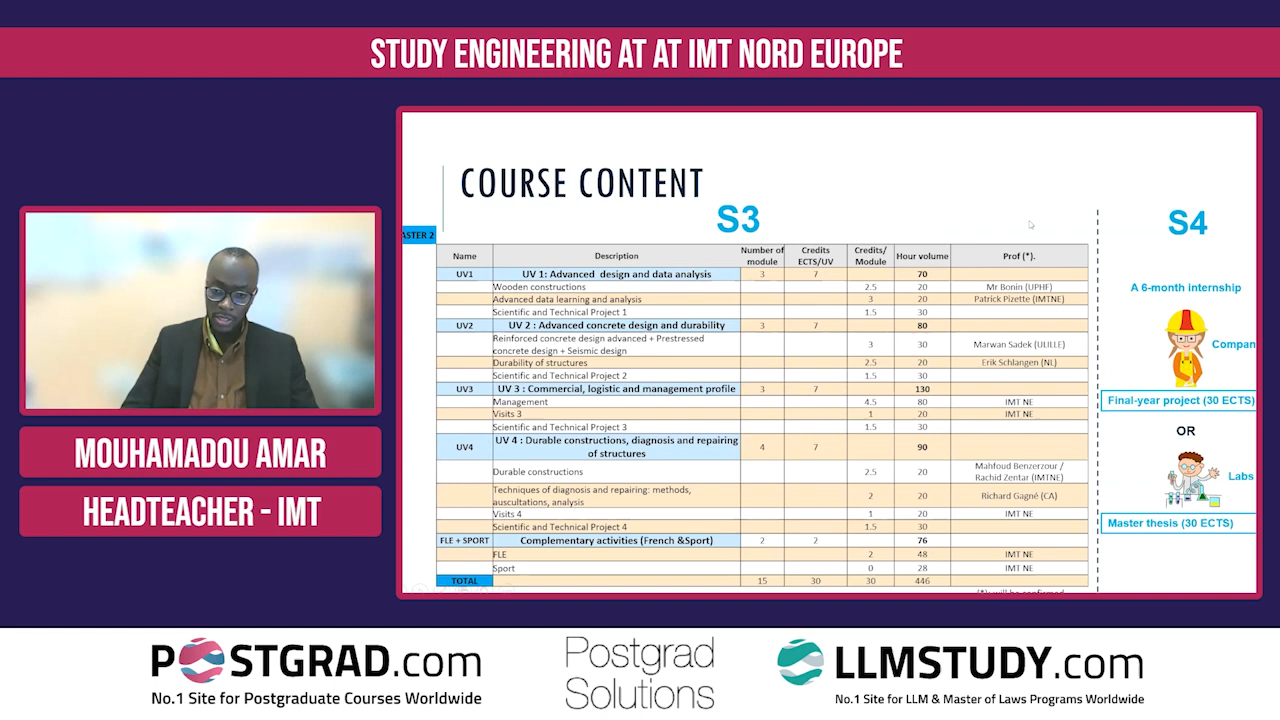 STUDY ENGINEERING AT AT IMT NORD EUROPE
COURSE CONTENT
S3
S4
ASTER 2
Name Description Number of module Credits ECTS/UV Credits/Module Hour volume Prof (*).
UV1 UV 1: Advanced design and data analysis 3 7 70
Wooden constructions 2.5 20 Mr Bonin (UPHF)
Advanced data learning and analysis 3 20 Patrick Pizette (IMTNE)
Scientific and Technical Project 1 1.5 30
UV2 UV 2 : Advanced concrete design and durability 3 7 80
Reinforced concrete design advanced + Prestressed
concrete design + Seismic design 3 30 Marwan Sadek (ULILLE)
Durability of structures 2.5 20 Erik Schlangen (NL)
Scientific and Technical Project 2 1.5 30
UV3 UV 3 : Commercial, logistic and management profile 3 7 130
Management 4.5 80 IMT NE
Visits 3 1 20 IMT NE
Scientific and Technical Project 3 1.5 30
UV4 UV 4 : Durable constructions, diagnosis and repairing
of structures 4 7 90
Durable constructions 2.5 20 Mahfoud Benzerzour /
Rachid Zentar (IMTNE)
Techniques of diagnosis and repairing: methods,
auscultations, analysis 2 20 Richard Gagné (CA)
Visits 4 1 20 IMT NE
Scientific and Technical Project 4 1.5 30
FLE + SPORT Complementary activities (French &Sport) 2 2 76
FLE 2 48 IMT NE
Sport 0 28 IMT NE
TOTAL 15 30 30 446
A 6-month internship
Compan
Final-year project (30 ECTS)
OR
Labs
Master thesis (30 ECTS)
MOUHAMADOU AMAR
HEADTEACHER - IMT
POSTGRAD.com
No.1 Site for Postgraduate Courses Worldwide
Postgrad
Solutions
LLMSTUDY.com
No.1 Site for LLM & Master of Laws Programs Worldwide